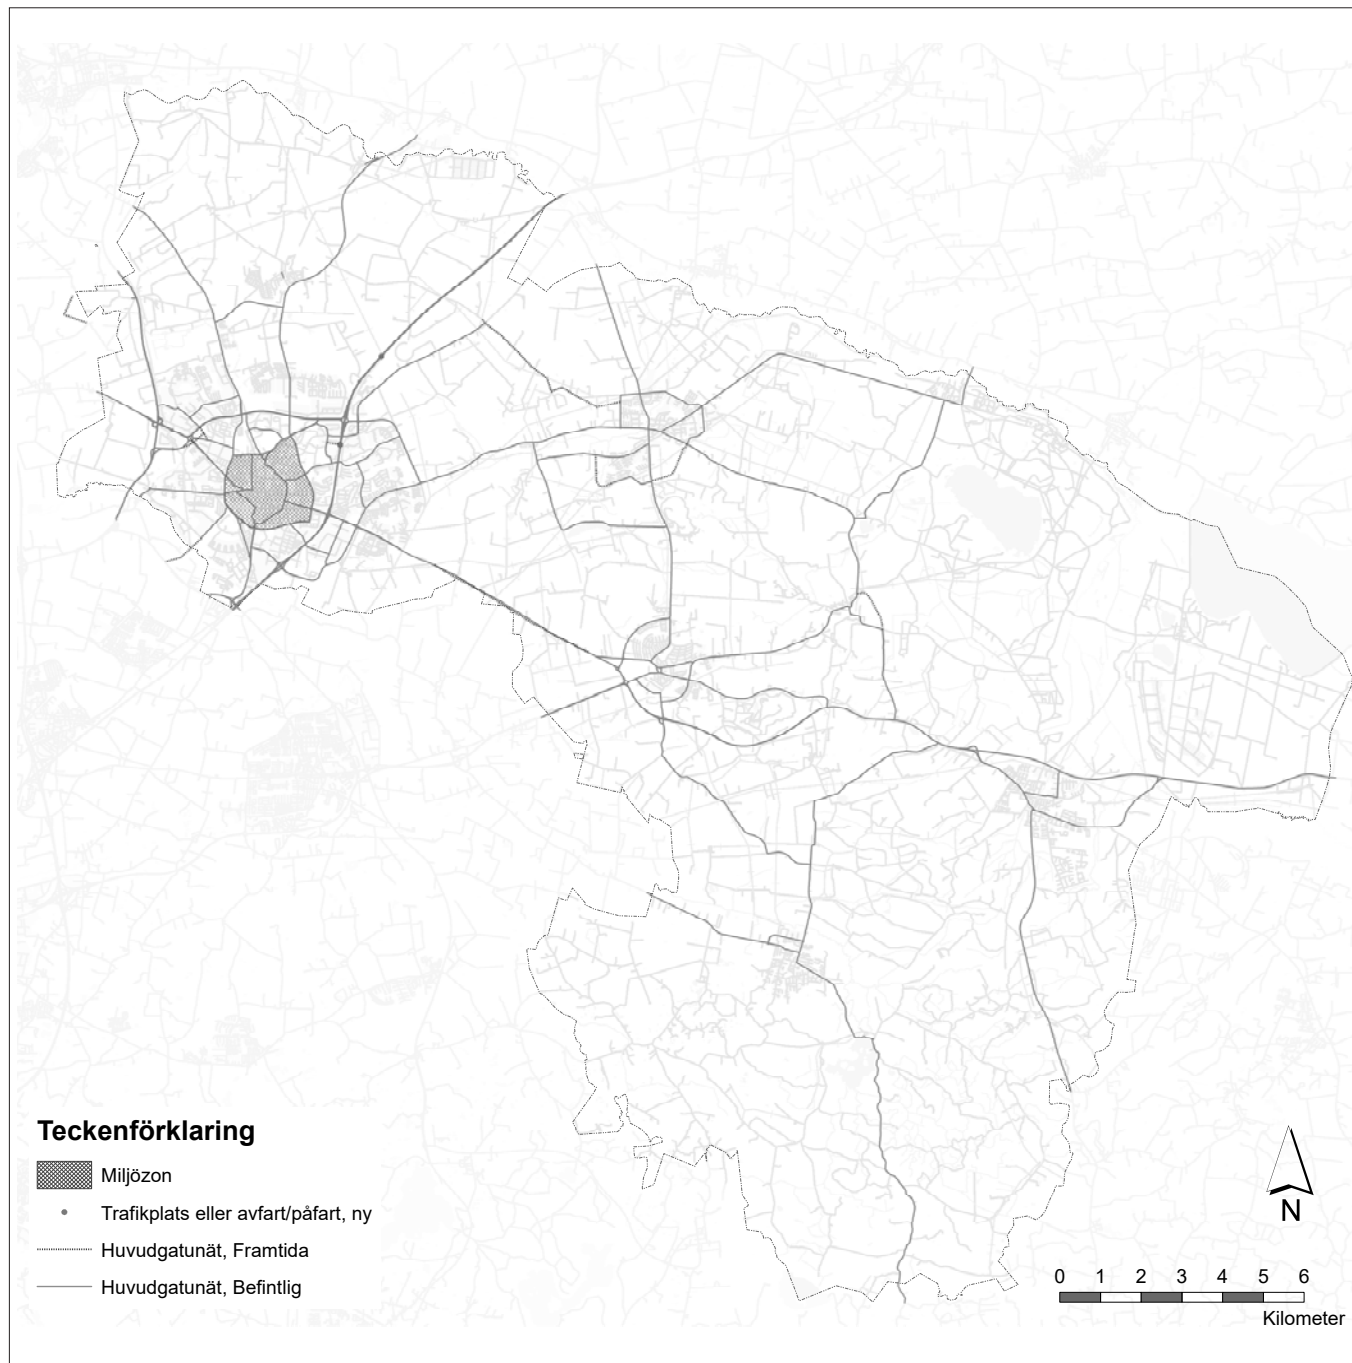 Teckenförklaring
Miljözon
Trafikplats eller avfart/påfart, ny
Huvudgatunät, Framtida
Huvudgatunät, Befintlig
N
0 1 2 3 4 5 6
Kilometer